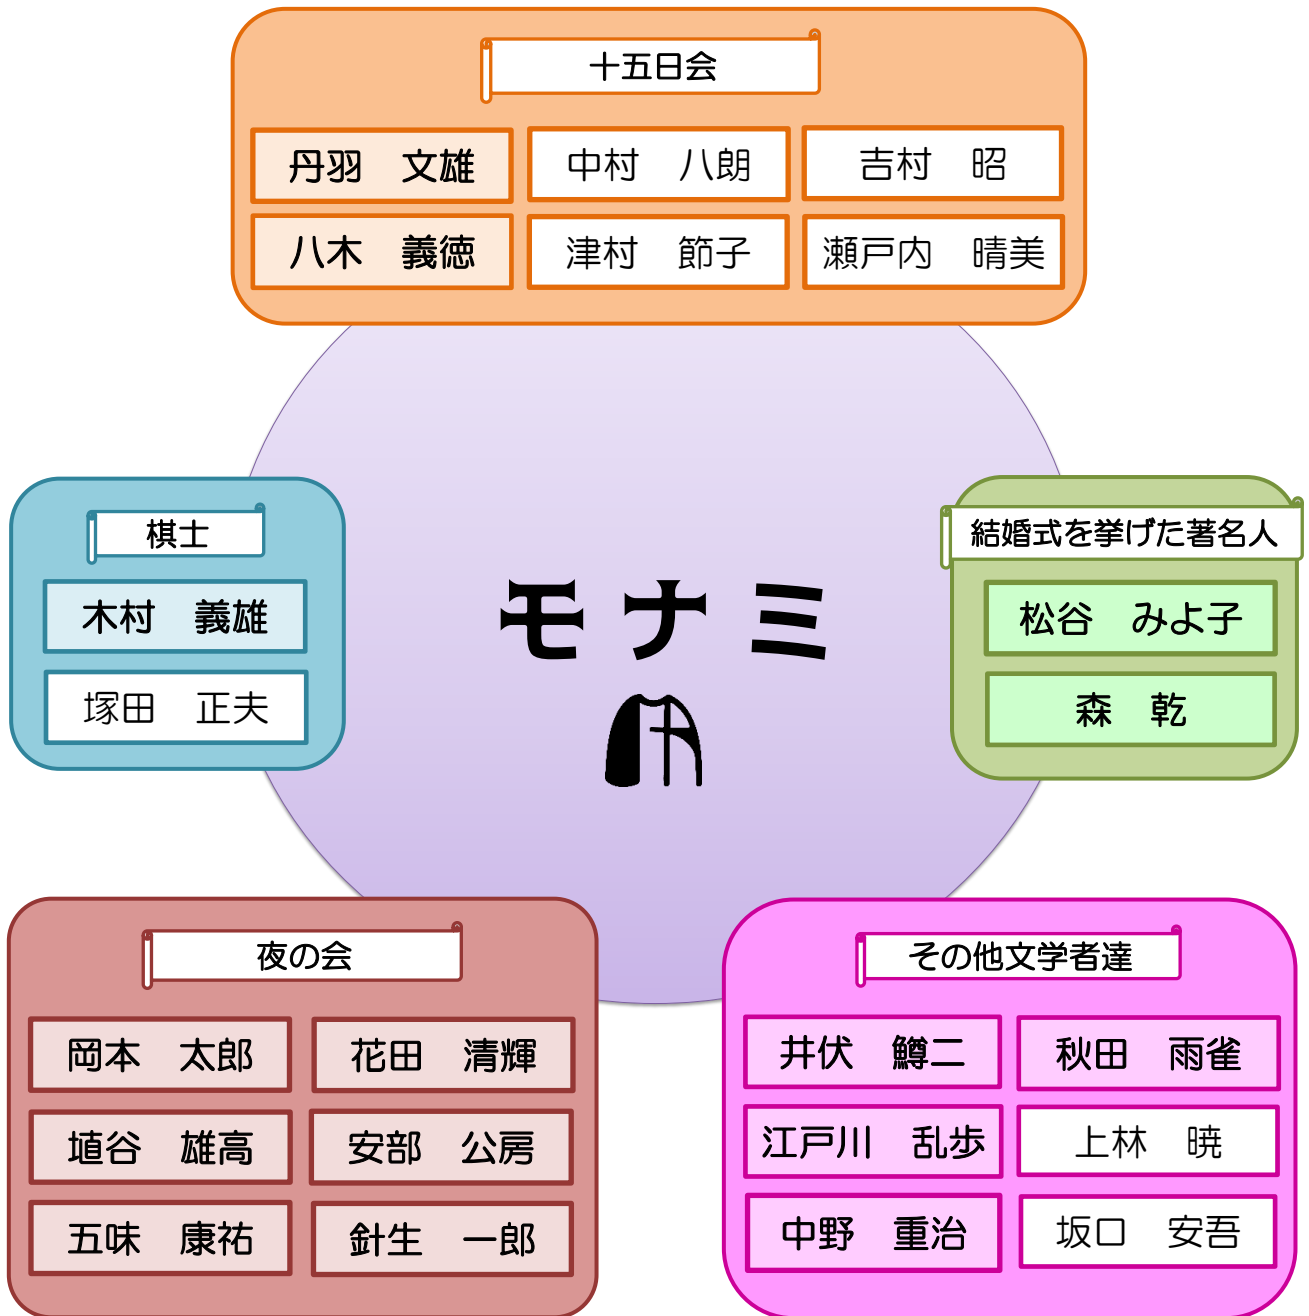 十五日会
丹羽　文雄
中村　八朗
吉村　昭
八木　義徳
津村　節子
瀬戸内　晴美
棋士
木村　義雄
塚田　正夫
モナミ
結婚式を挙げた著名人
松谷　みよ子
森　乾
夜の会
岡本　太郎
花田　清輝
埴谷　雄高
安部　公房
五味　康祐
針生　一郎
その他文学者達
井伏　鱒二
秋田　雨雀
江戸川　乱歩
上林　暁
中野　重治
坂口　安吾